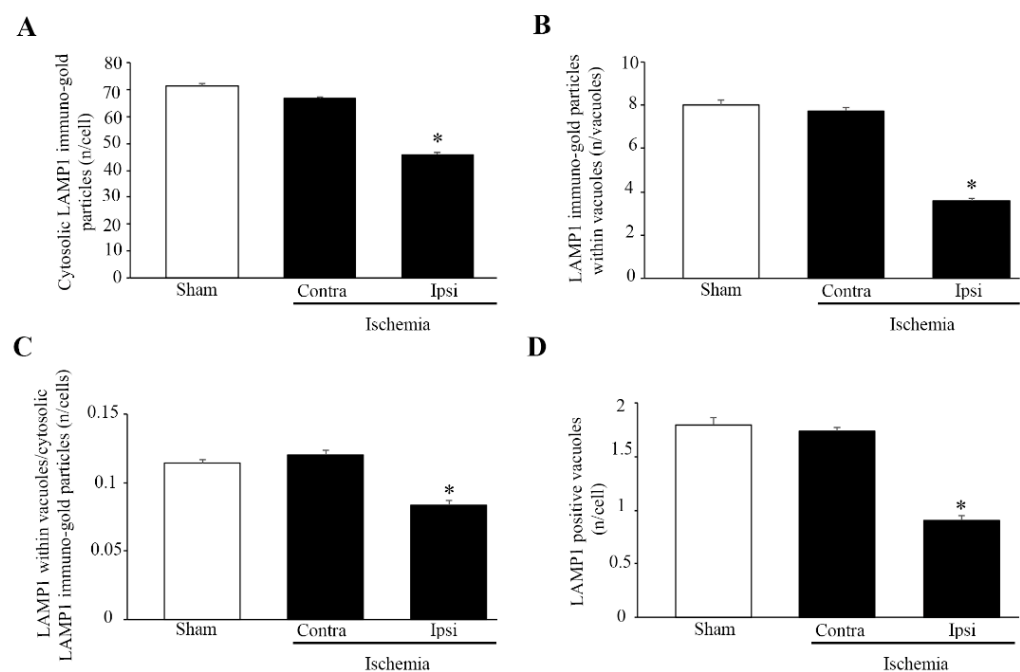 A
Cytosolic LAMP1 immuno-gold
particles (n/cell)
80
70
60
50
40
30
20
10
0
*
Sham
Contra
Ipsi
Ischemia
B
LAMP1 immuno-gold particles
within vacuoles (n/vacuoles)
10
8
6
4
2
0
*
Sham
Contra
Ipsi
Ischemia
C
LAMP1 within vacuoles/cytosolic
LAMP1 immuno-gold particles (n/cells)
0.15
0.1
0.05
0
*
Sham
Contra
Ipsi
Ischemia
D
LAMP1 positive vacuoles
(n/cell)
2
1.5
1
0.5
0
*
Sham
Contra
Ipsi
Ischemia